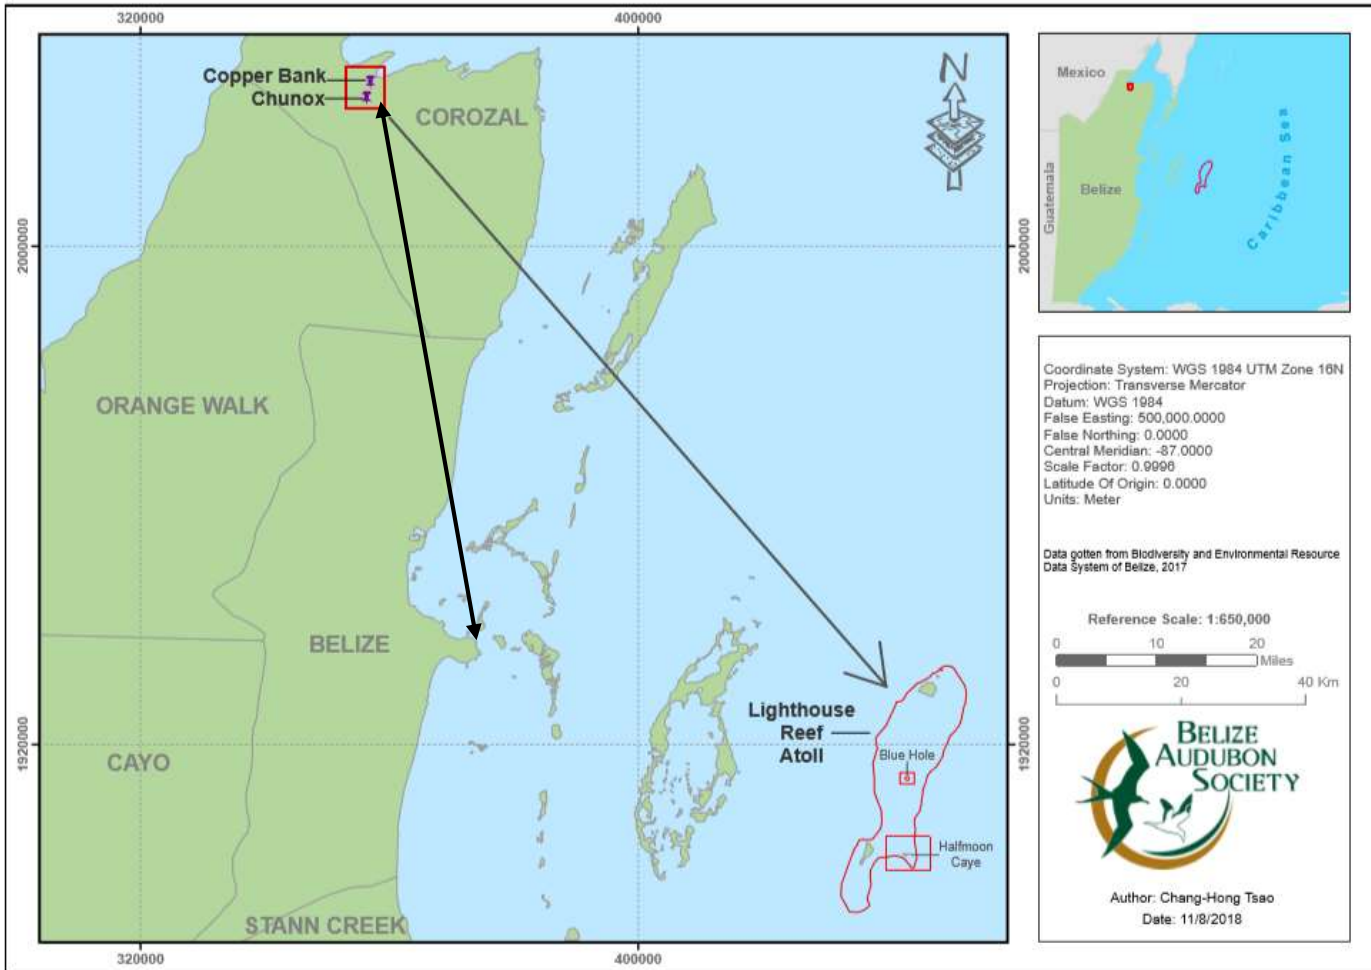 320000
400000
Copper Bank
Chunox
COROZAL
N
2000000
2000000
ORANGE WALK
BELIZE
Lighthouse
Reef
Atoll
1920000
1920000
CAYO
Blue Hole
Halfmoon
Caye
STANN CREEK
320000
400000
Mexico
Guatemala
Belize
Caribbean Sea
Coordinate System: WGS 1984 UTM Zone 16N
Projection: Transverse Mercator
Datum: WGS 1984
False Easting: 500,000.0000
False Northing: 0.0000
Central Meridian: -87.0000
Scale Factor: 0.9996
Latitude Of Origin: 0.0000
Units: Meter
Data gotten from Biodiversity and Environmental Resource
Data System of Belize, 2017
Reference Scale: 1:650,000
0 10 20
Miles
0 20 40 Km
BELIZE
AUDUBON
SOCIETY
Author: Chang-Hong Tsao
Date: 11/8/2018